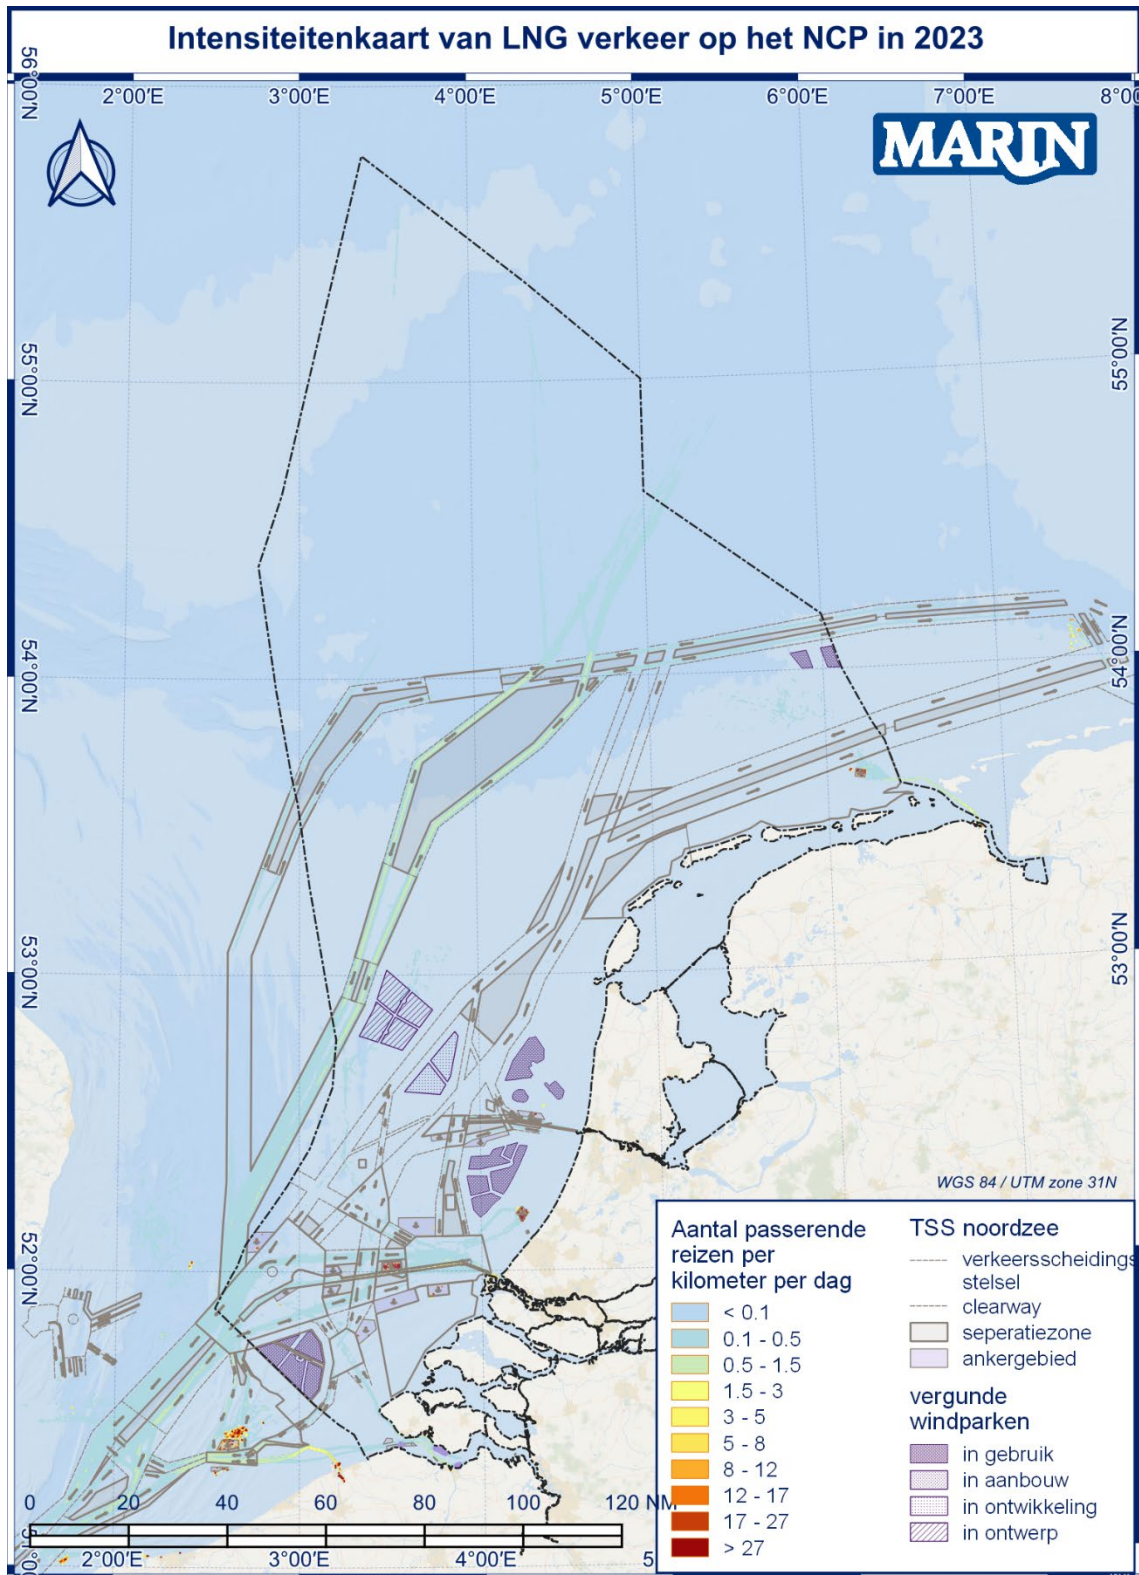 Intensiteitenkaart van LNG verkeer op het NCP in 2023
56°00'N
2°00'E
3°00'E
4°00'E
5°00'E
6°00'E
7°00'E
8°00
MARIN
55°00'N
55°00'N
54°00'N
54°00'N
53°00'N
53°00'N
52°00'N
WGS 84 / UTM zone 31N
Aantal passerende
reizen per
kilometer per dag
< 0.1
0.1 - 0.5
0.5 - 1.5
1.5 - 3
3 - 5
5 - 8
8 - 12
12 - 17
17 - 27
> 27
TSS noordzee
verkeersscheidings
stelsel
clearway
seperatiezone
ankergebied
vergunde
windparken
in gebruik
in aanbouw
in ontwikkeling
in ontwerp
0
20
40
60
80
100
120 NM
2°00'E
3°00'E
4°00'E
5